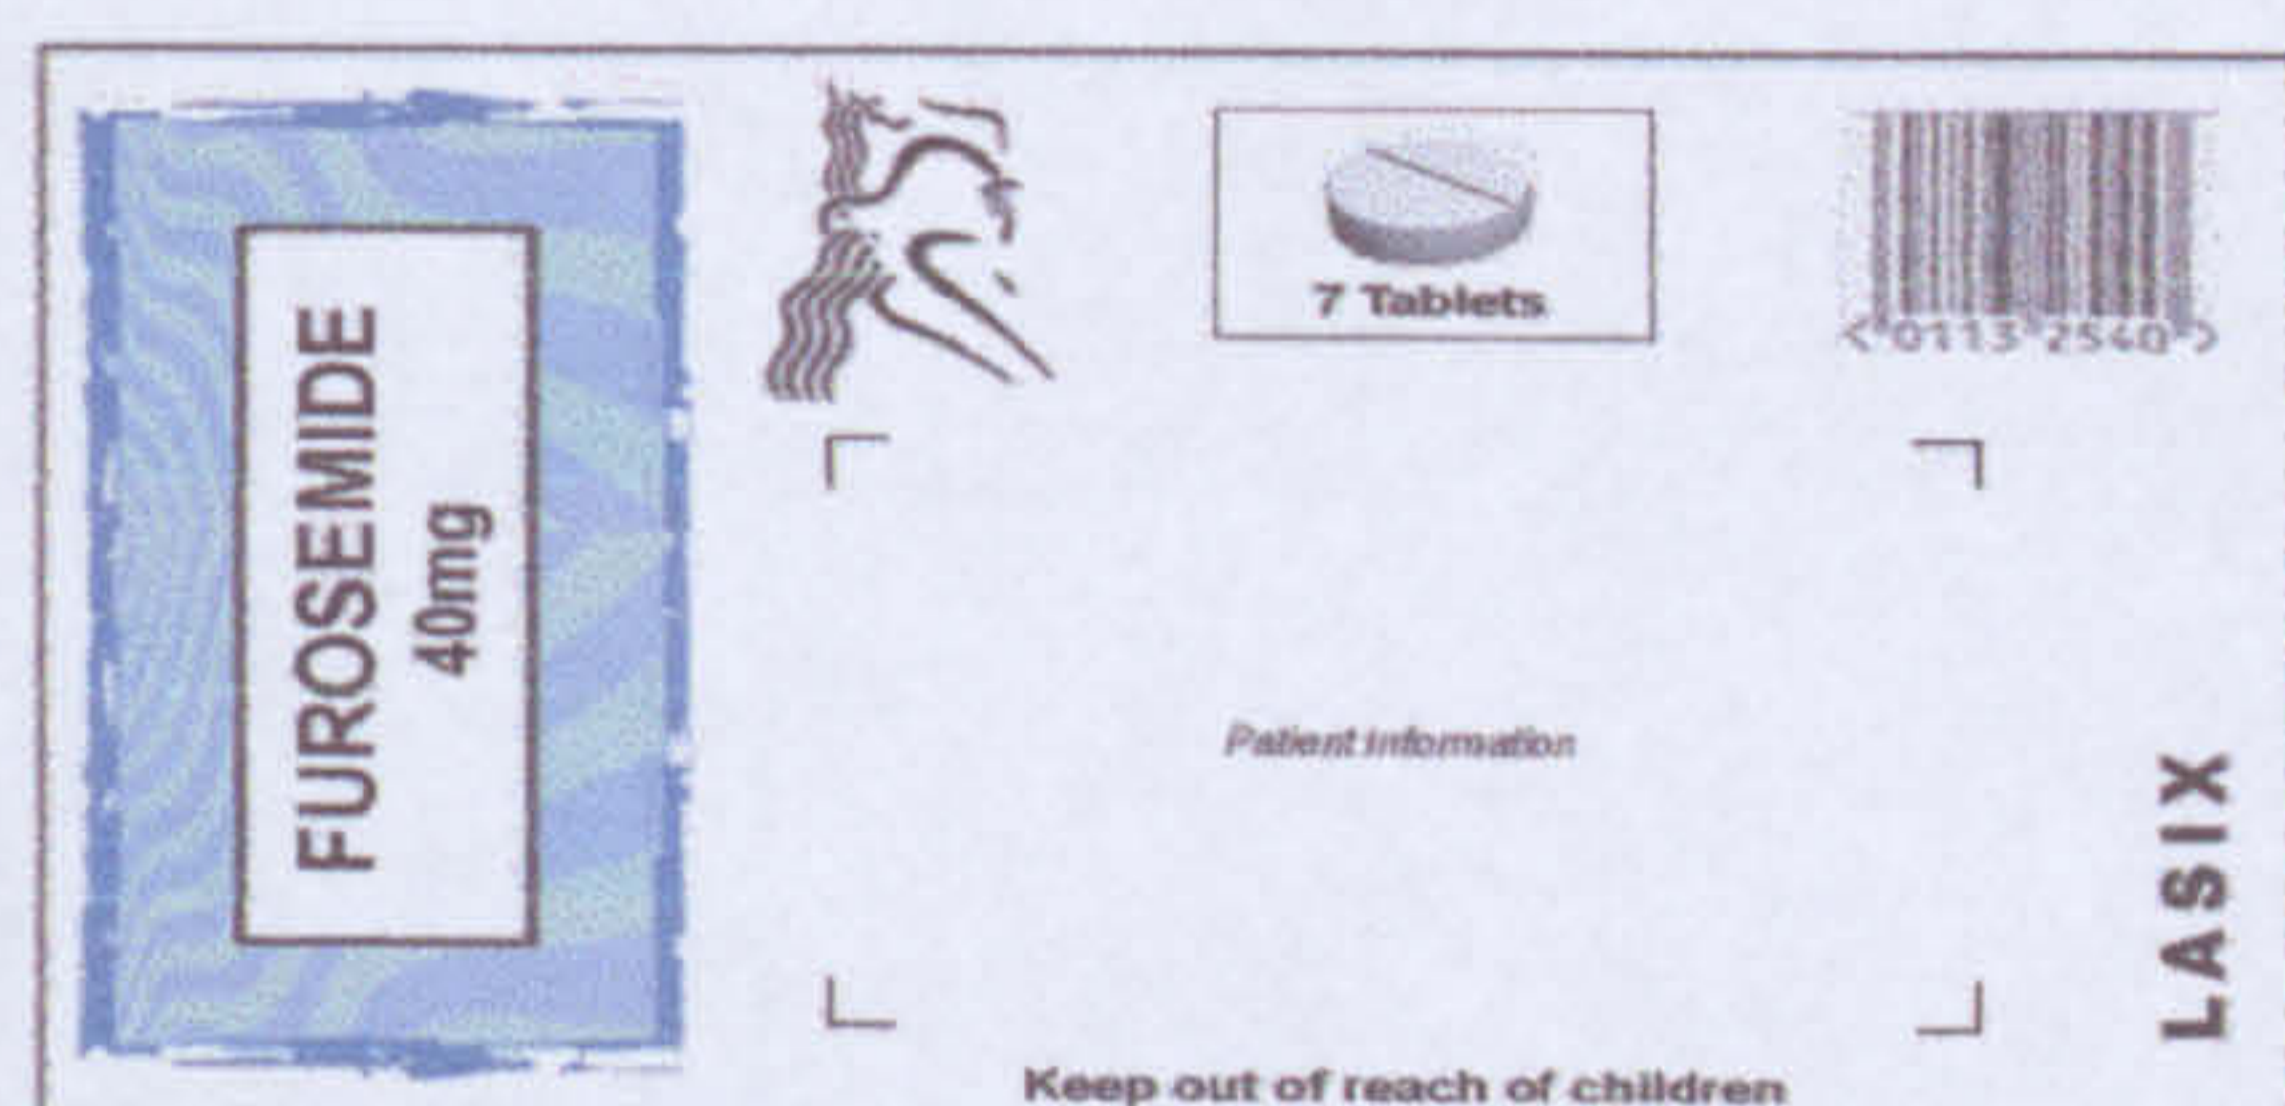 FUROSEMIDE
40mg
7 Tablets
< 0113 2540 >
Patient information
LASIX
Keep out of reach of children